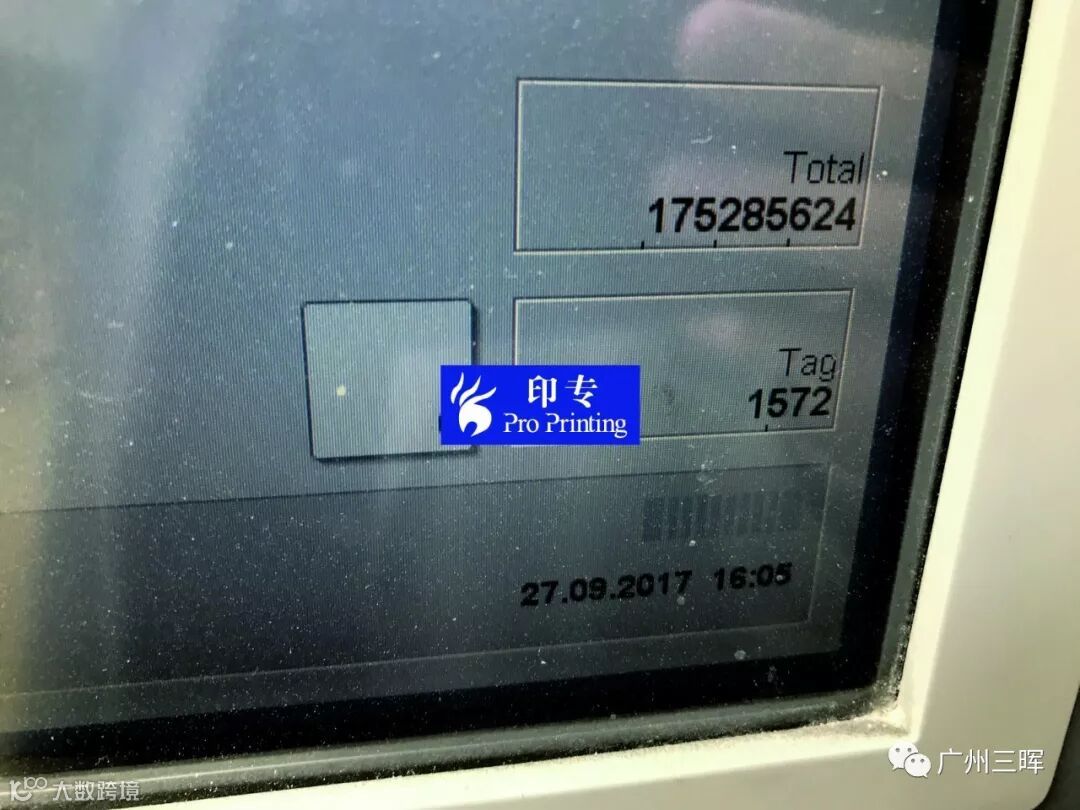 Total
175285624
Tag
1572
印专
Pro Printing
27.09.2017 16:05
广州三晖
大数跨境